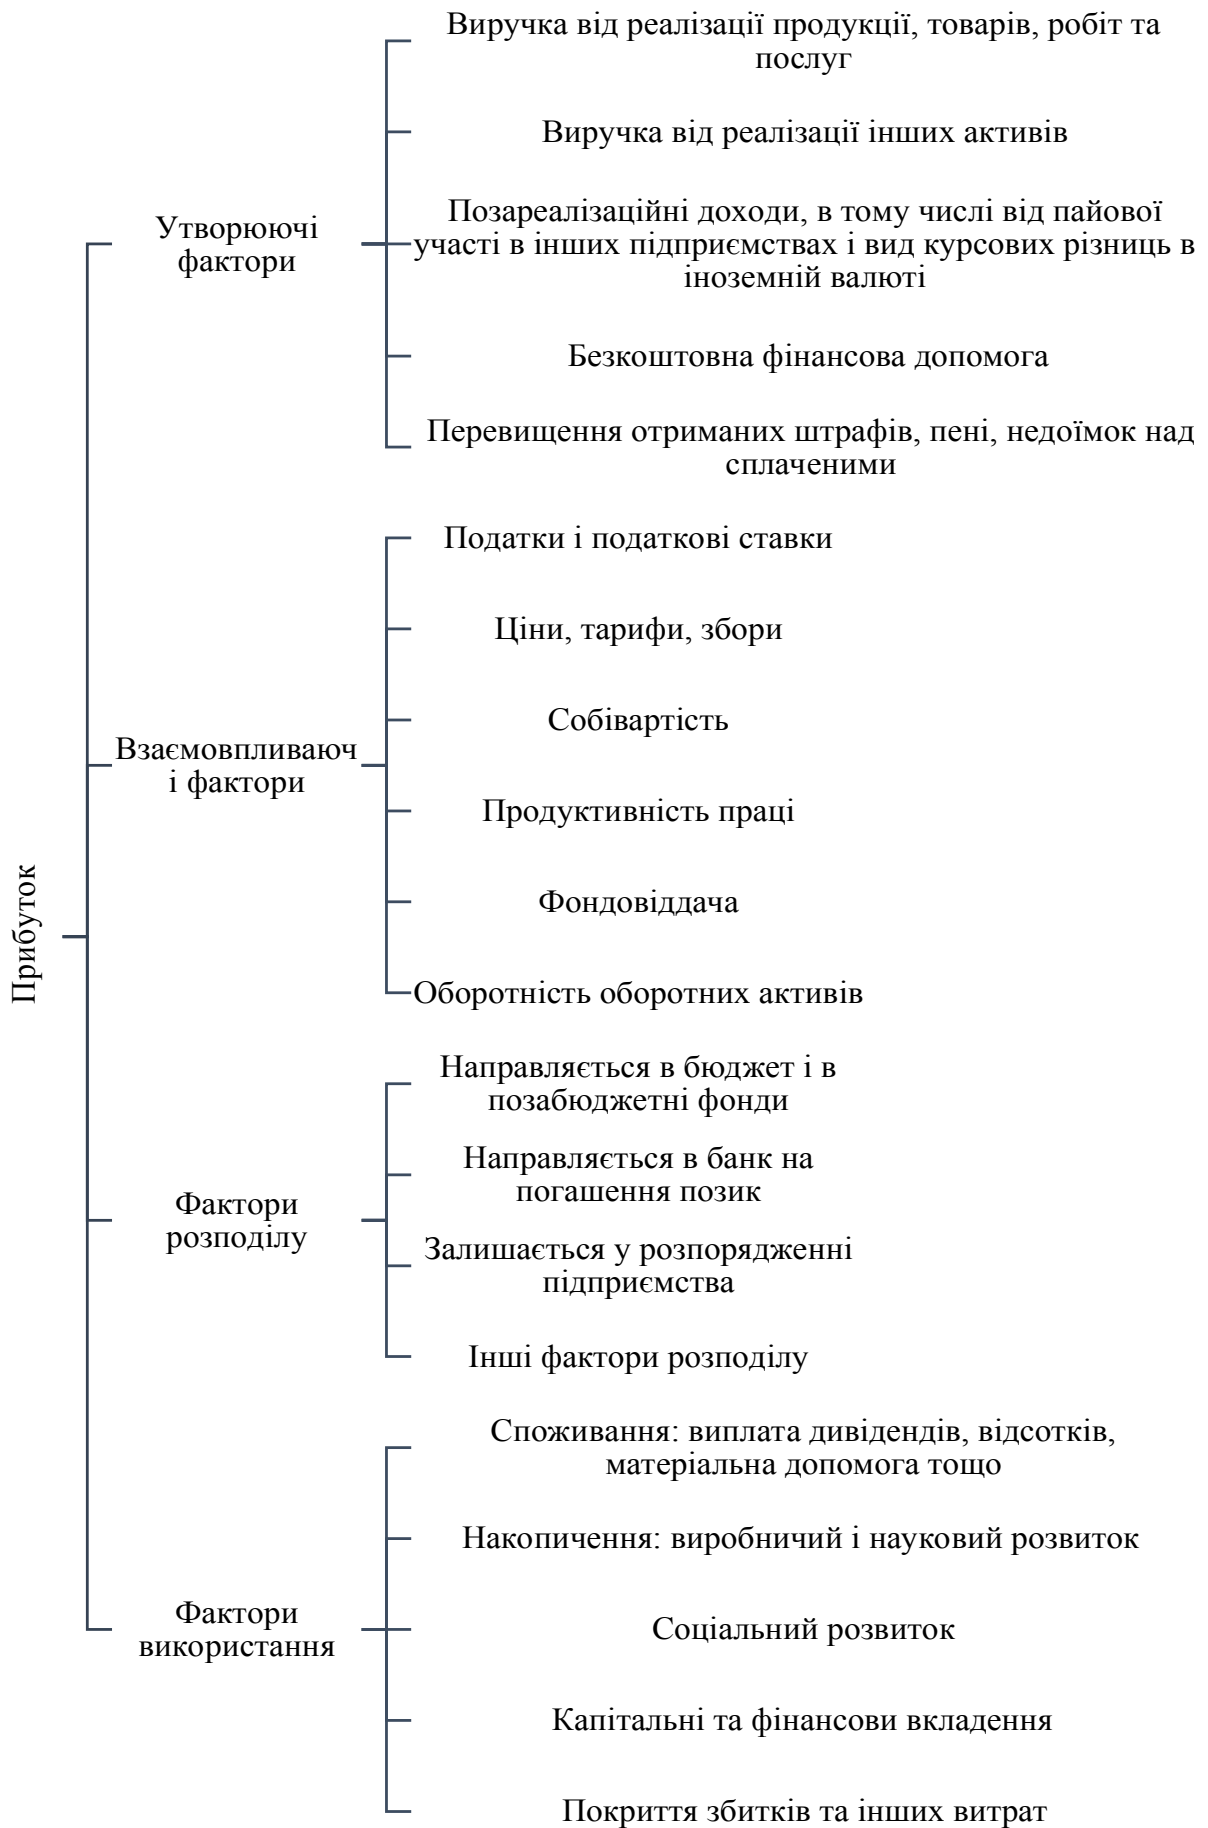 Прибуток
Утворюючі
фактори
Виручка від реалізації продукції, товарів, робіт та
послуг
Виручка від реалізації інших активів
Позареалізаційні доходи, в тому числі від пайової
участі в інших підприємствах і вид курсових різниць в
іноземній валюті
Безкоштовна фінансова допомога
Перевищення отриманих штрафів, пені, недоїмок над
сплаченими
Взаємовпливаюч
і фактори
Податки і податкові ставки
Ціни, тарифи, збори
Собівартість
Продуктивність праці
Фондовіддача
Оборотність оборотних активів
Фактори
розподілу
Направляється в бюджет і в
позабюджетні фонди
Направляється в банк на
погашення позик
Залишається у розпорядженні
підприємства
Інші фактори розподілу
Фактори
використання
Споживання: виплата дивідендів, відсотків,
матеріальна допомога тощо
Накопичення: виробничий і науковий розвиток
Соціальний розвиток
Капітальні та фінансови вкладення
Покриття збитків та інших витрат